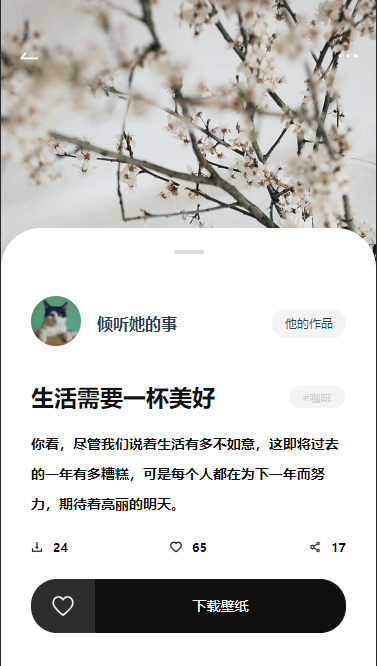 倾听她的事
他的作品
生活需要一杯美好
#咖啡
你看，尽管我们说着生活有多不如意，这即将过去
的一年有多糟糕，可是每个人都在为下一年而努
力，期待着亮丽的明天。
24 65 17
下载壁纸